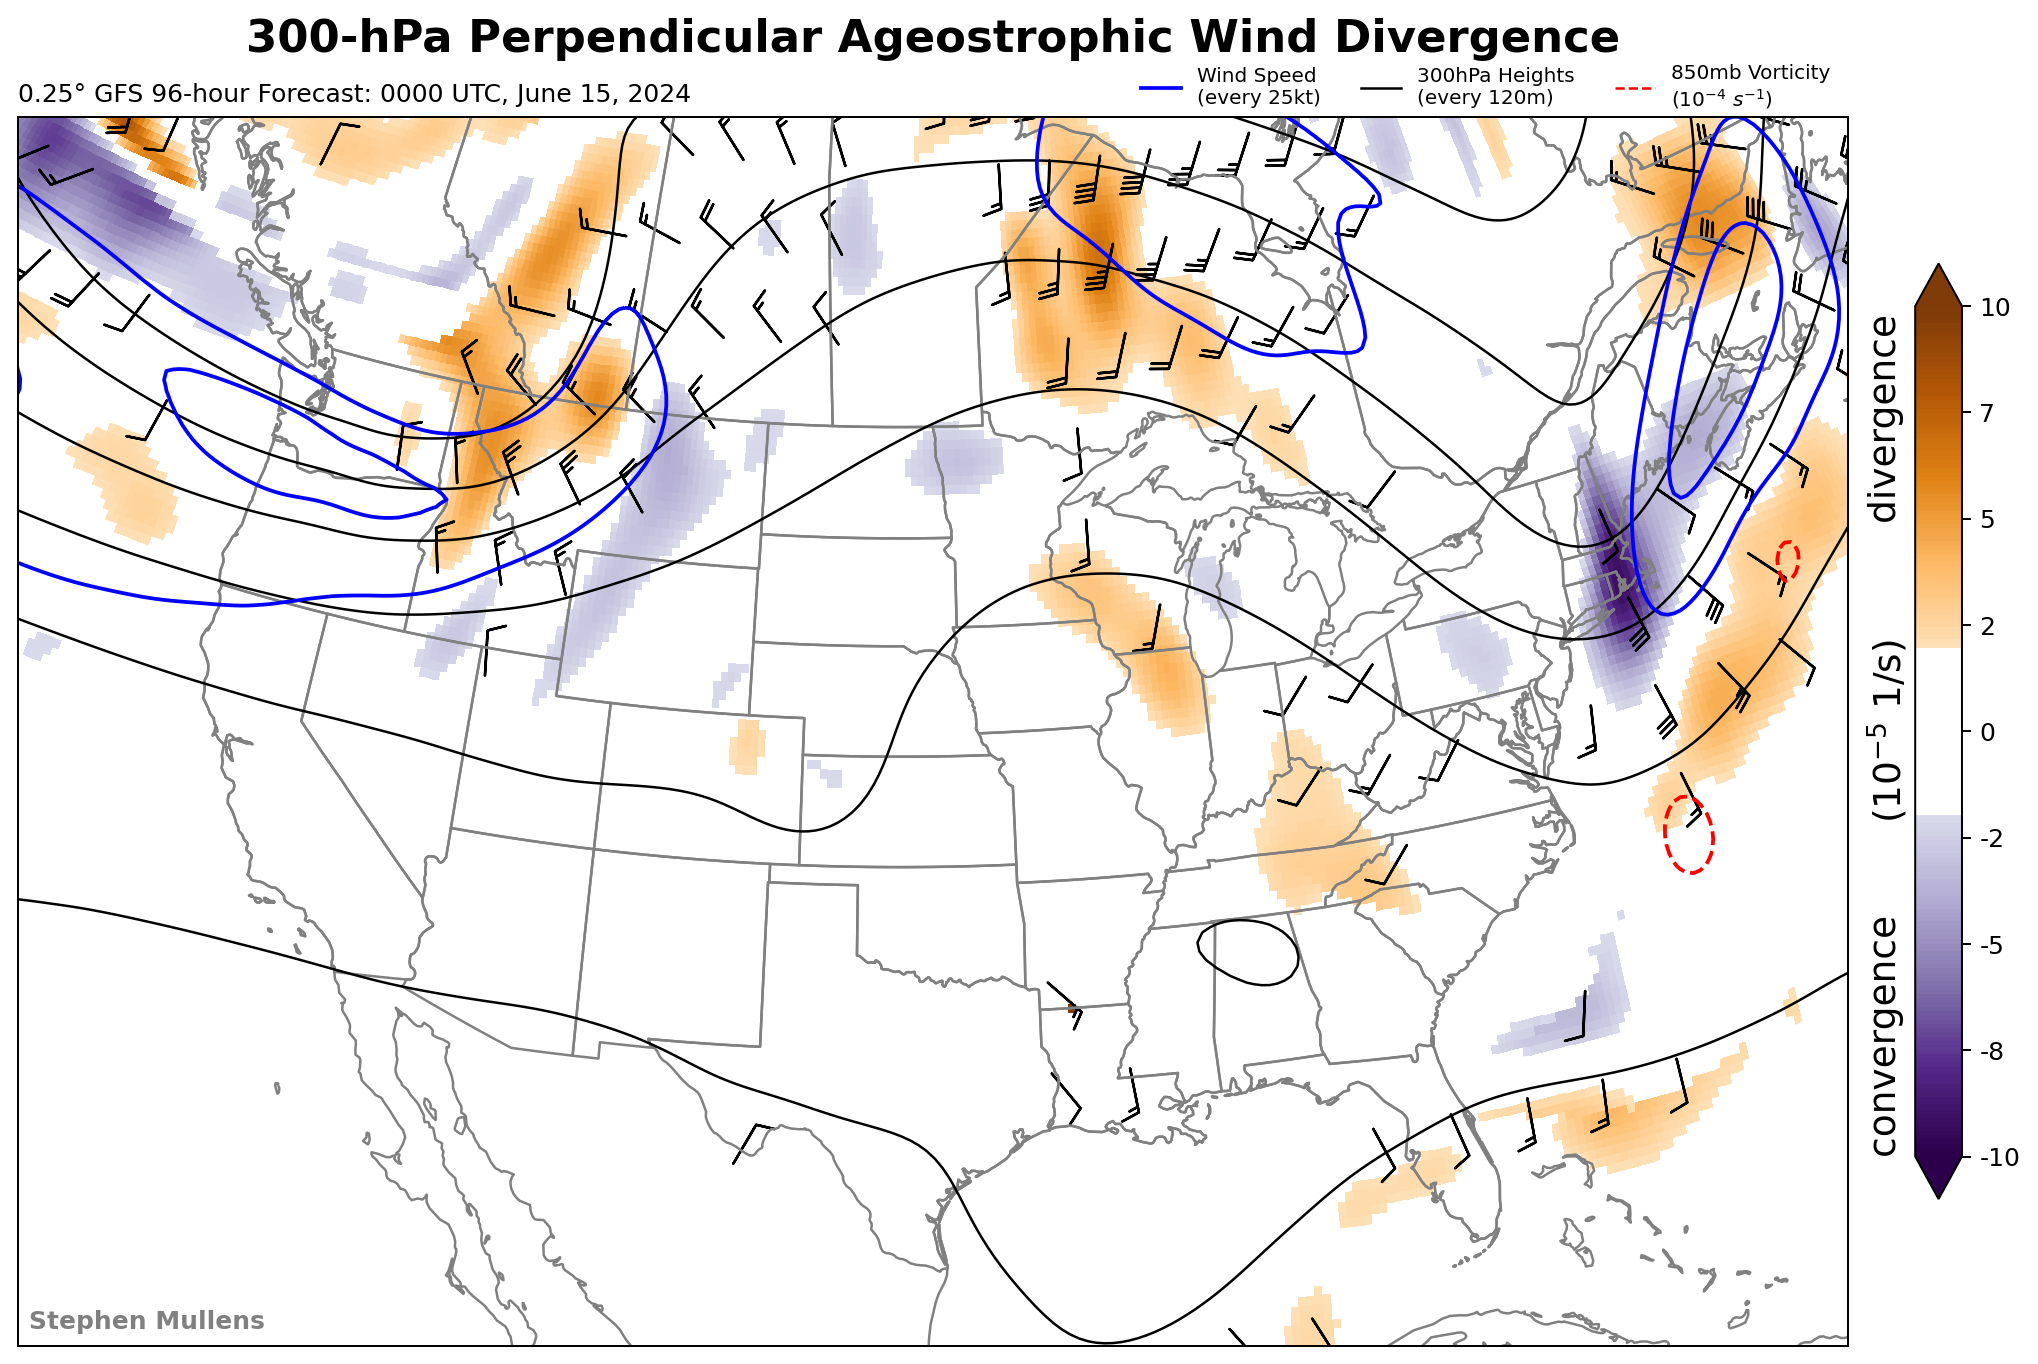 300-hPa Perpendicular Ageostrophic Wind Divergence
0.25° GFS 96-hour Forecast: 0000 UTC, June 15, 2024
Wind Speed
(every 25kt)
300hPa Heights
(every 120m)
850mb Vorticity
(10⁻⁴ s⁻¹)
10
7
5
2
0
-2
-5
-8
-10
convergence (10⁻⁵ 1/s) divergence
Stephen Mullens